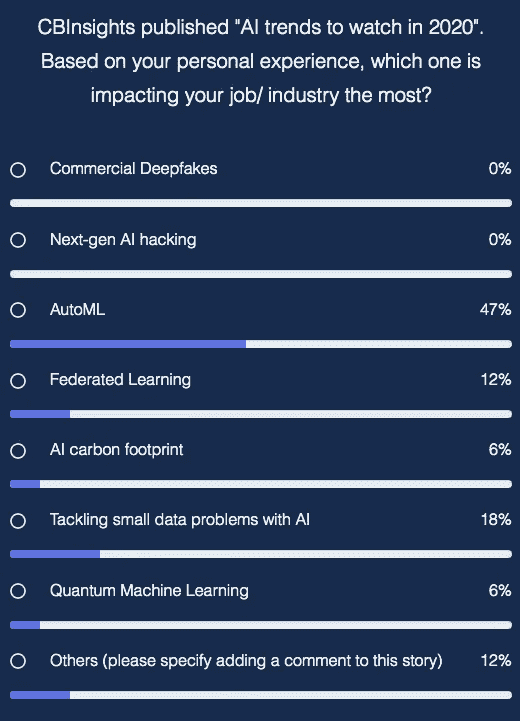 CBInsights published "AI trends to watch in 2020".
Based on your personal experience, which one is
impacting your job/ industry the most?
Commercial Deepfakes 0%
Next-gen AI hacking 0%
AutoML 47%
Federated Learning 12%
AI carbon footprint 6%
Tackling small data problems with AI 18%
Quantum Machine Learning 6%
Others (please specify adding a comment to this story) 12%